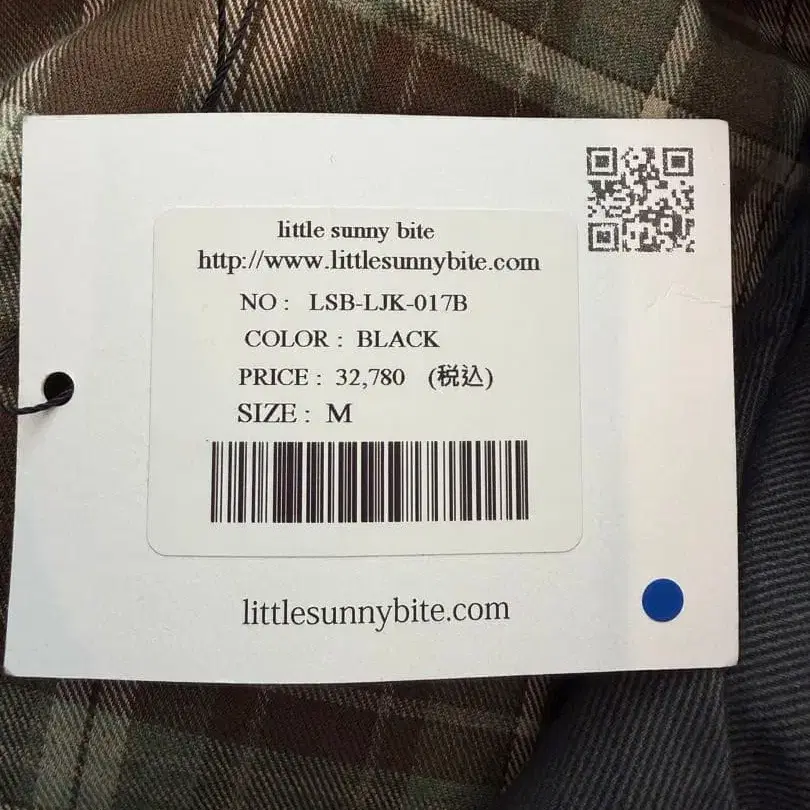 little sunny bite
http://www.littlesunnybite.com
NO : LSB-LJK-017B
COLOR : BLACK
PRICE : 32,780 (税込)
SIZE : M
littlesunnybite.com